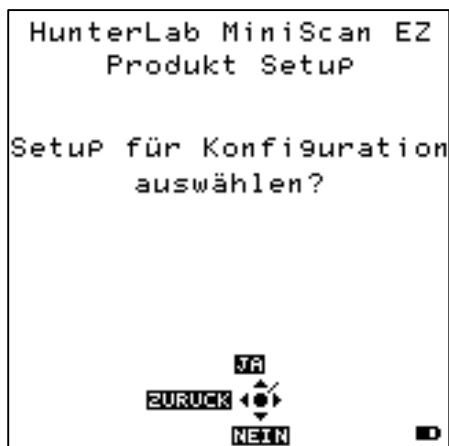 HunterLab MiniScan EZ
Produkt Setup
Setup für Konfiguration
auswählen?
JA
ZURUCK
NEIN